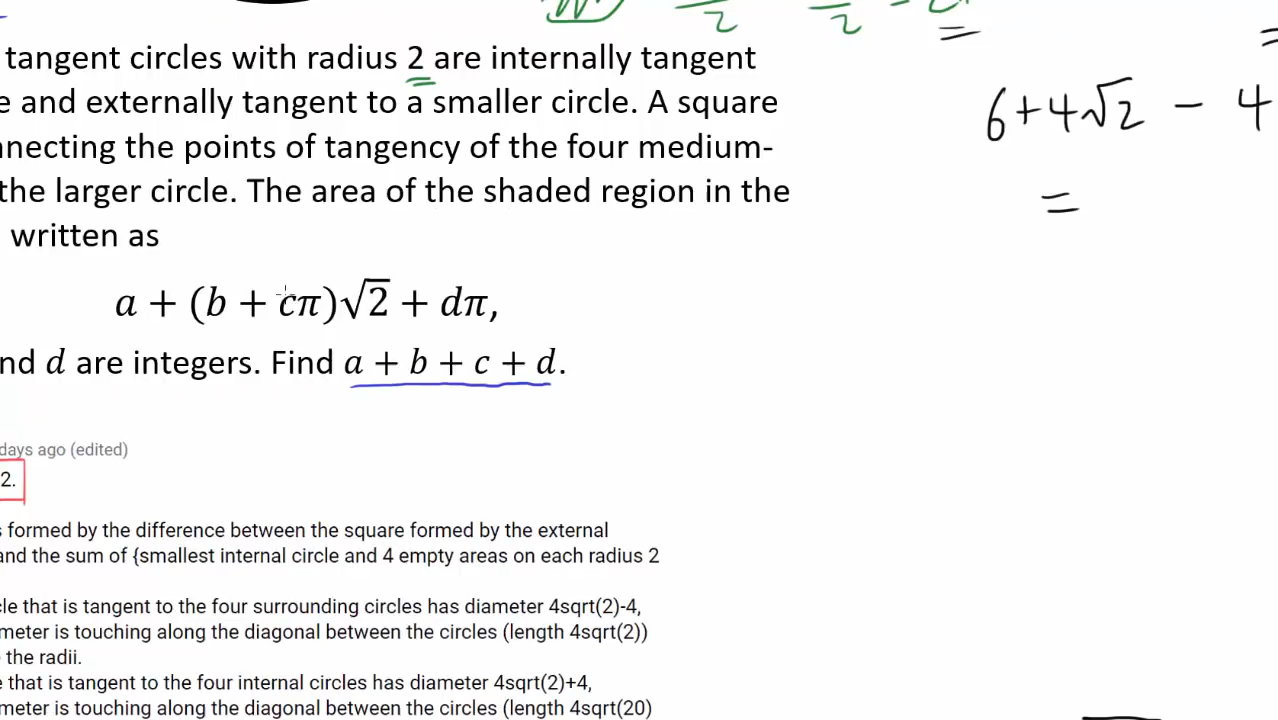 tangent circles with radius 2 are internally tangent
e and externally tangent to a smaller circle. A square
nnecting the points of tangency of the four medium-
the larger circle. The area of the shaded region in the
written as
a + (b + cπ)√2 + dπ,
nd d are integers. Find a + b + c + d.
6+4√2 - 4
=
days ago (edited)
2.
s formed by the difference between the square formed by the external
and the sum of {smallest internal circle and 4 empty areas on each radius 2
cle that is tangent to the four surrounding circles has diameter 4sqrt(2)-4,
meter is touching along the diagonal between the circles (length 4sqrt(2))
the radii.
e that is tangent to the four internal circles has diameter 4sqrt(2)+4,
meter is touching along the diagonal between the circles (length 4sqrt(20)